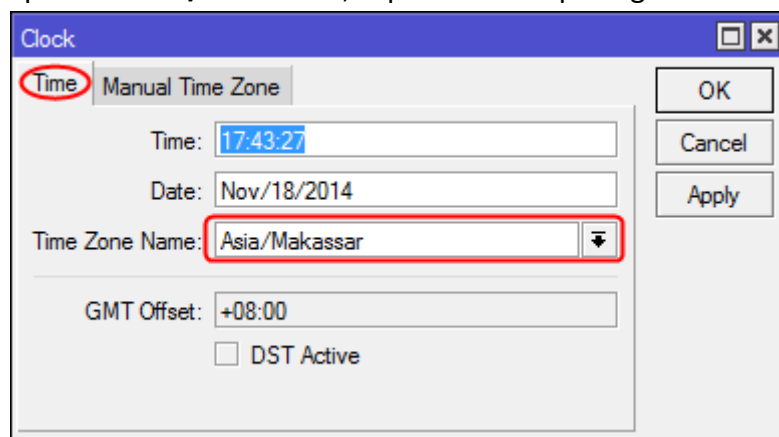 Clock
Time Manual Time Zone
OK
Time: 17:43:27
Cancel
Date: Nov/18/2014
Apply
Time Zone Name: Asia/Makassar
GMT Offset: +08:00
DST Active